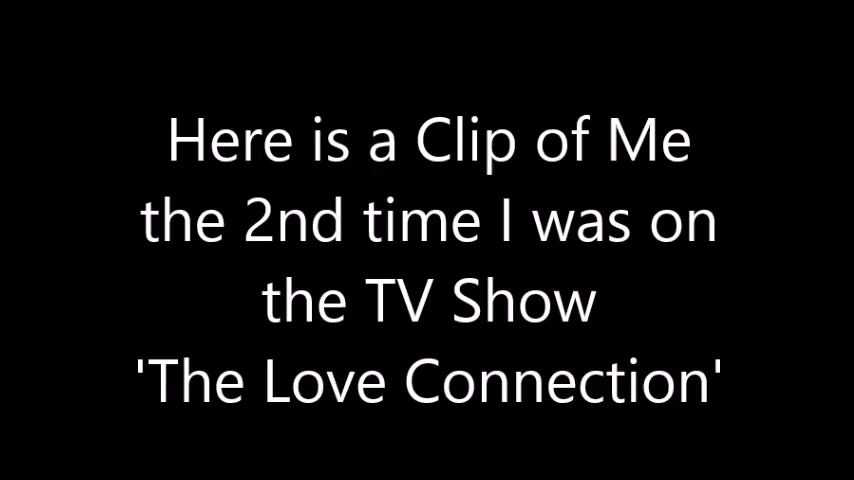 Here is a Clip of Me
the 2nd time I was on
the TV Show
'The Love Connection'